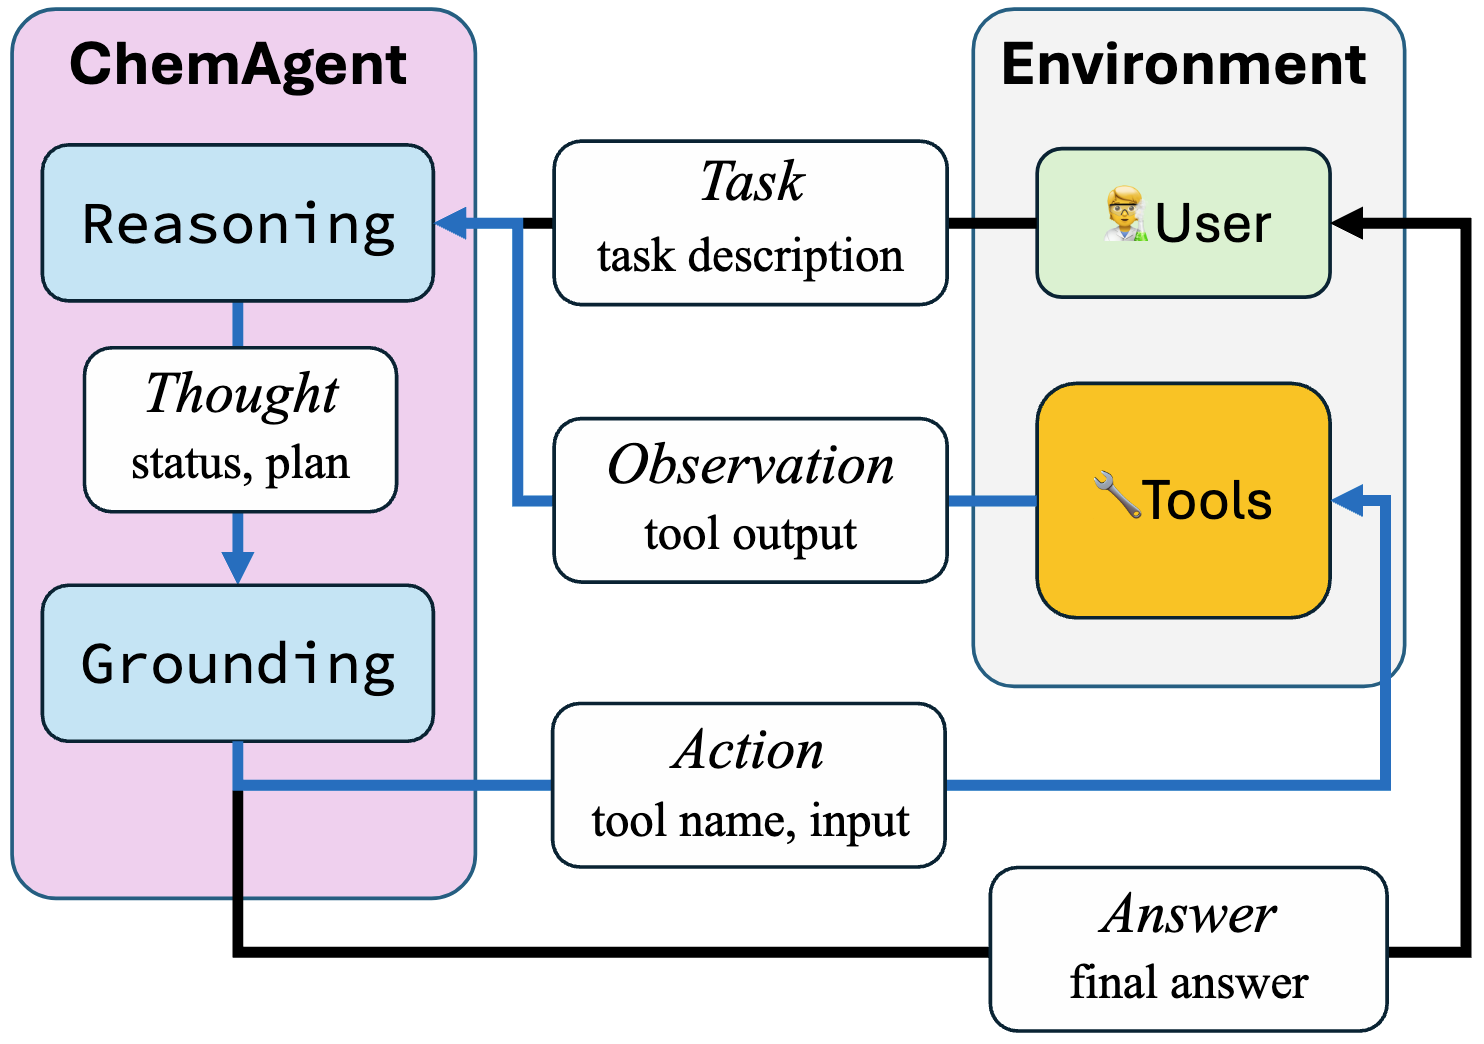 ChemAgent
Environment
Reasoning
Task
task description
User
Thought
status, plan
Observation
tool output
Tools
Grounding
Action
tool name, input
Answer
final answer